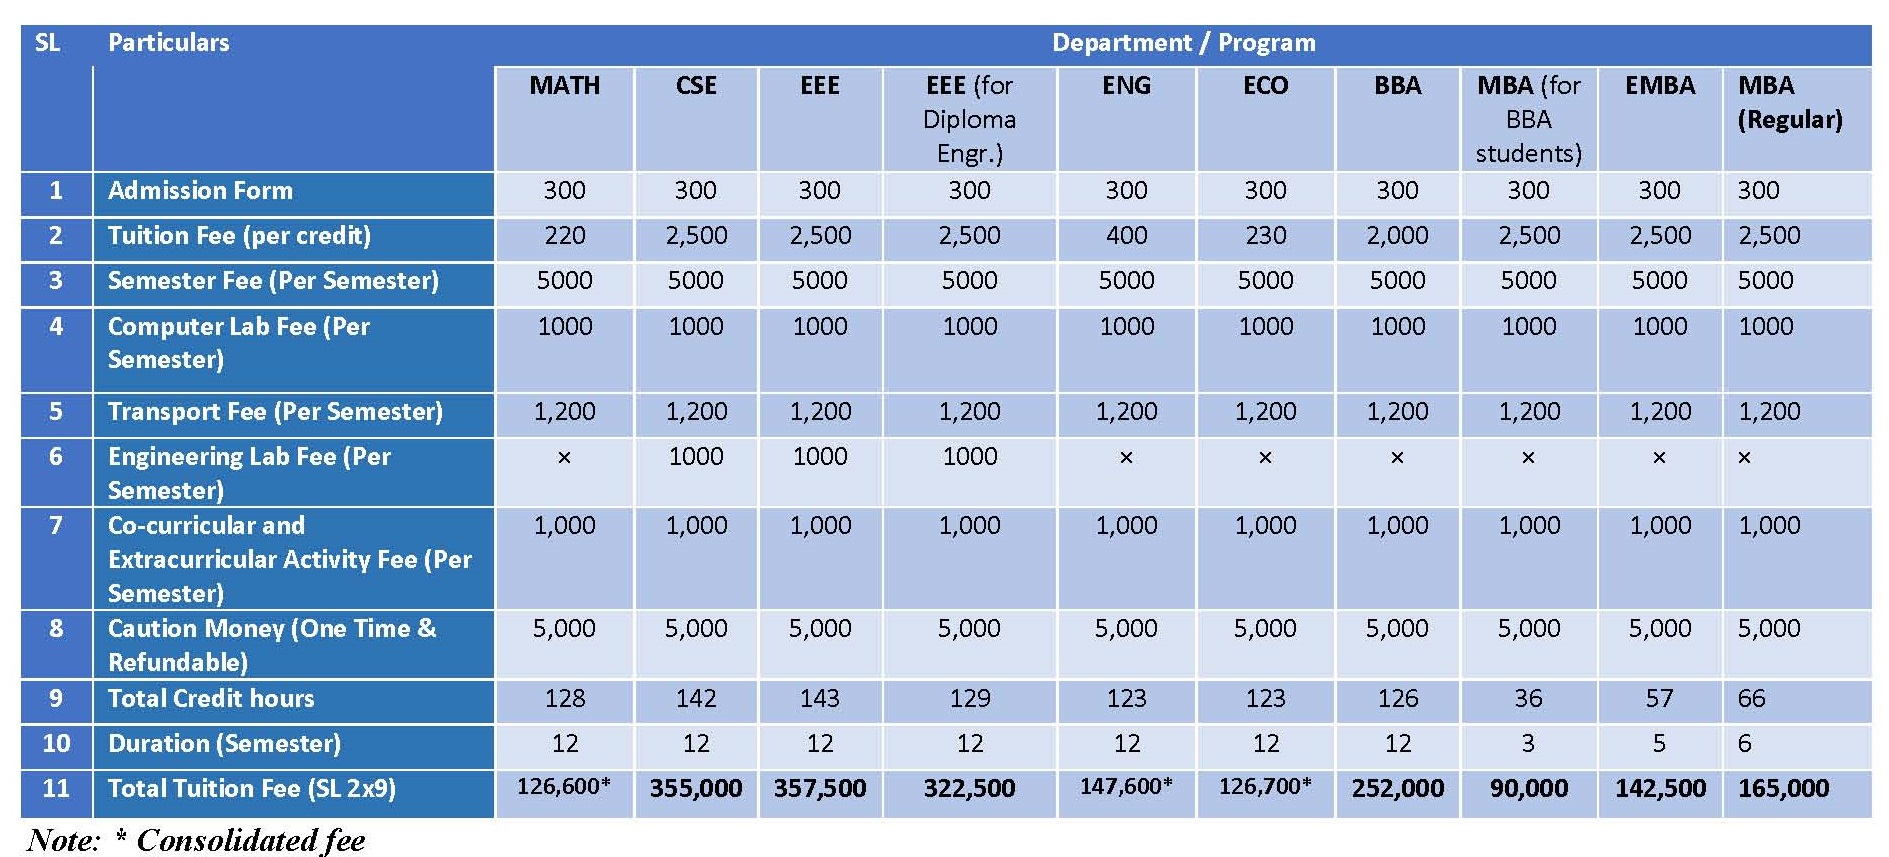 SL Particulars Department / Program
MATH CSE EEE EEE (for Diploma Engr.) ENG ECO BBA MBA (for BBA students) EMBA MBA (Regular)
1 Admission Form 300 300 300 300 300 300 300 300 300 300
2 Tuition Fee (per credit) 220 2,500 2,500 2,500 400 230 2,000 2,500 2,500 2,500
3 Semester Fee (Per Semester) 5000 5000 5000 5000 5000 5000 5000 5000 5000 5000
4 Computer Lab Fee (Per Semester) 1000 1000 1000 1000 1000 1000 1000 1000 1000 1000
5 Transport Fee (Per Semester) 1,200 1,200 1,200 1,200 1,200 1,200 1,200 1,200 1,200 1,200
6 Engineering Lab Fee (Per Semester) × 1000 1000 1000 × × × × × ×
7 Co-curricular and Extracurricular Activity Fee (Per Semester) 1,000 1,000 1,000 1,000 1,000 1,000 1,000 1,000 1,000 1,000
8 Caution Money (One Time & Refundable) 5,000 5,000 5,000 5,000 5,000 5,000 5,000 5,000 5,000 5,000
9 Total Credit hours 128 142 143 129 123 123 126 36 57 66
10 Duration (Semester) 12 12 12 12 12 12 12 3 5 6
11 Total Tuition Fee (SL 2x9) 126,600* 355,000 357,500 322,500 147,600* 126,700* 252,000 90,000 142,500 165,000
Note: * Consolidated fee